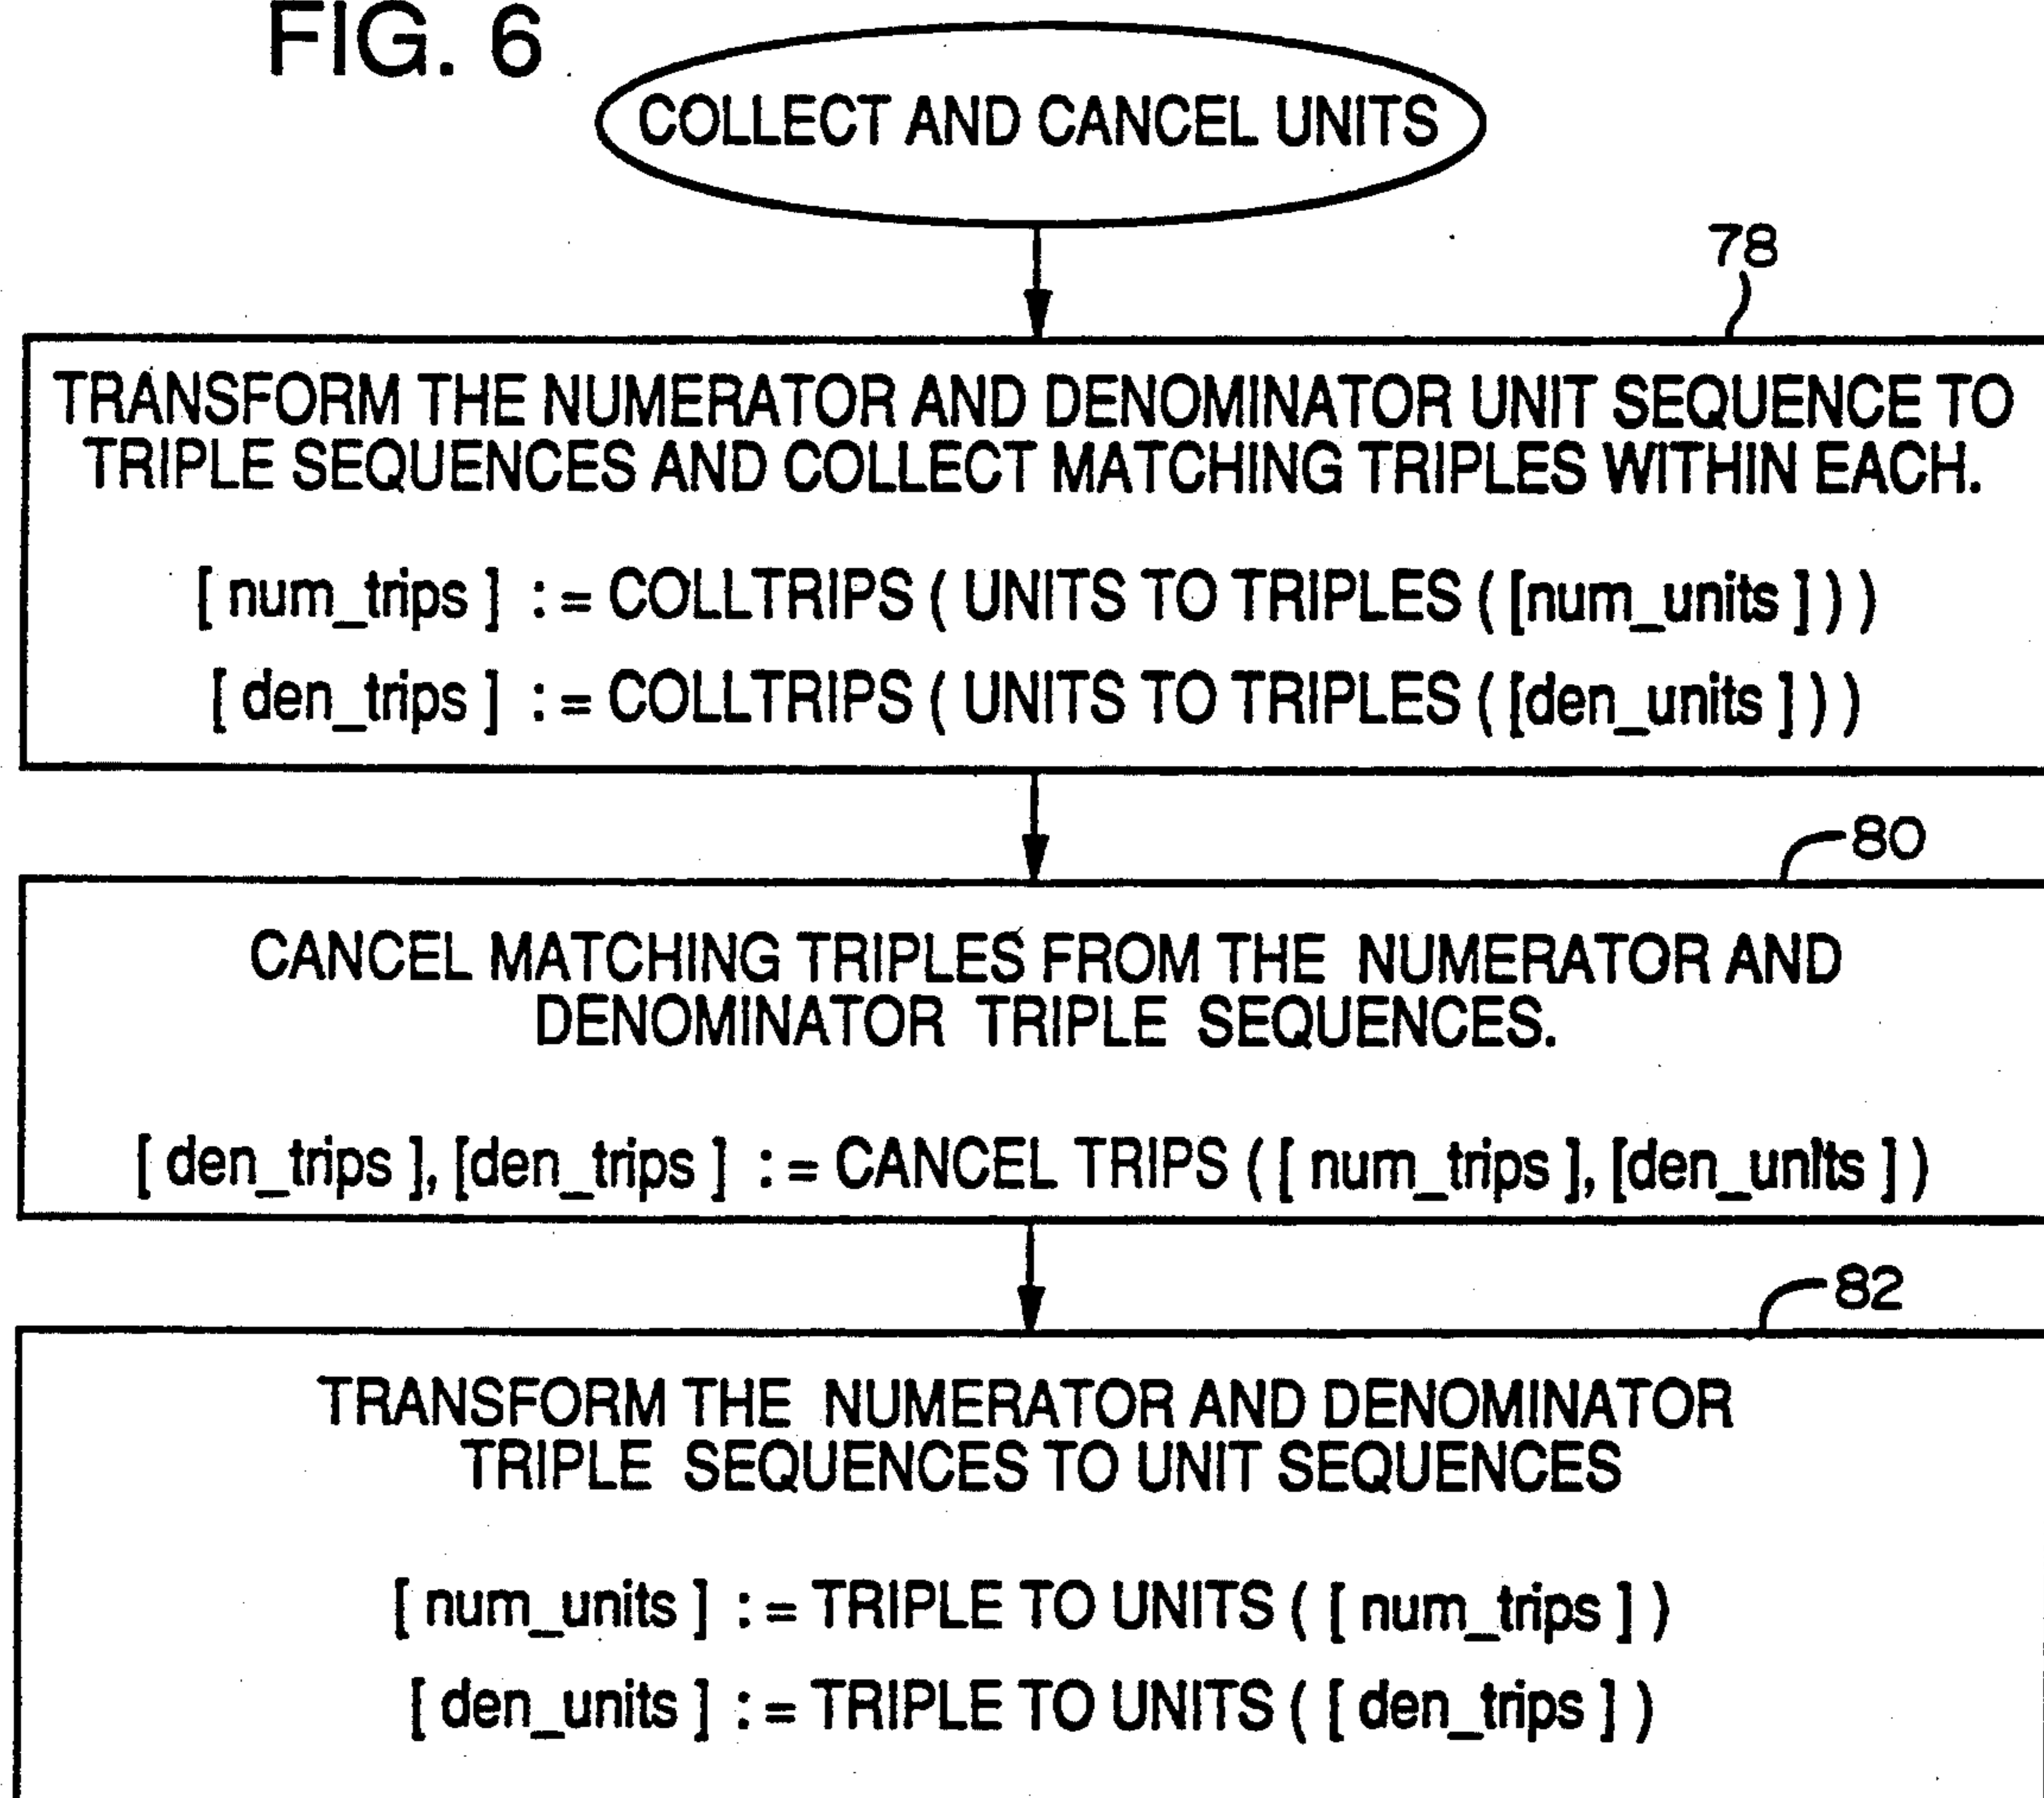 FIG. 6
COLLECT AND CANCEL UNITS
78
TRANSFORM THE NUMERATOR AND DENOMINATOR UNIT SEQUENCE TO
TRIPLE SEQUENCES AND COLLECT MATCHING TRIPLES WITHIN EACH.
[ num_trips ] : = COLLTRIPS ( UNITS TO TRIPLES ( [num_units ] ) )
[ den_trips ] : = COLLTRIPS ( UNITS TO TRIPLES ( [den_units ] ) )
80
CANCEL MATCHING TRIPLES FROM THE NUMERATOR AND
DENOMINATOR TRIPLE SEQUENCES.
[ den_trips ], [den_trips ] : = CANCEL TRIPS ( [ num_trips ], [den_units ] )
82
TRANSFORM THE NUMERATOR AND DENOMINATOR
TRIPLE SEQUENCES TO UNIT SEQUENCES
[ num_units ] : = TRIPLE TO UNITS ( [ num_trips ] )
[ den_units ] : = TRIPLE TO UNITS ( [ den_trips ] )